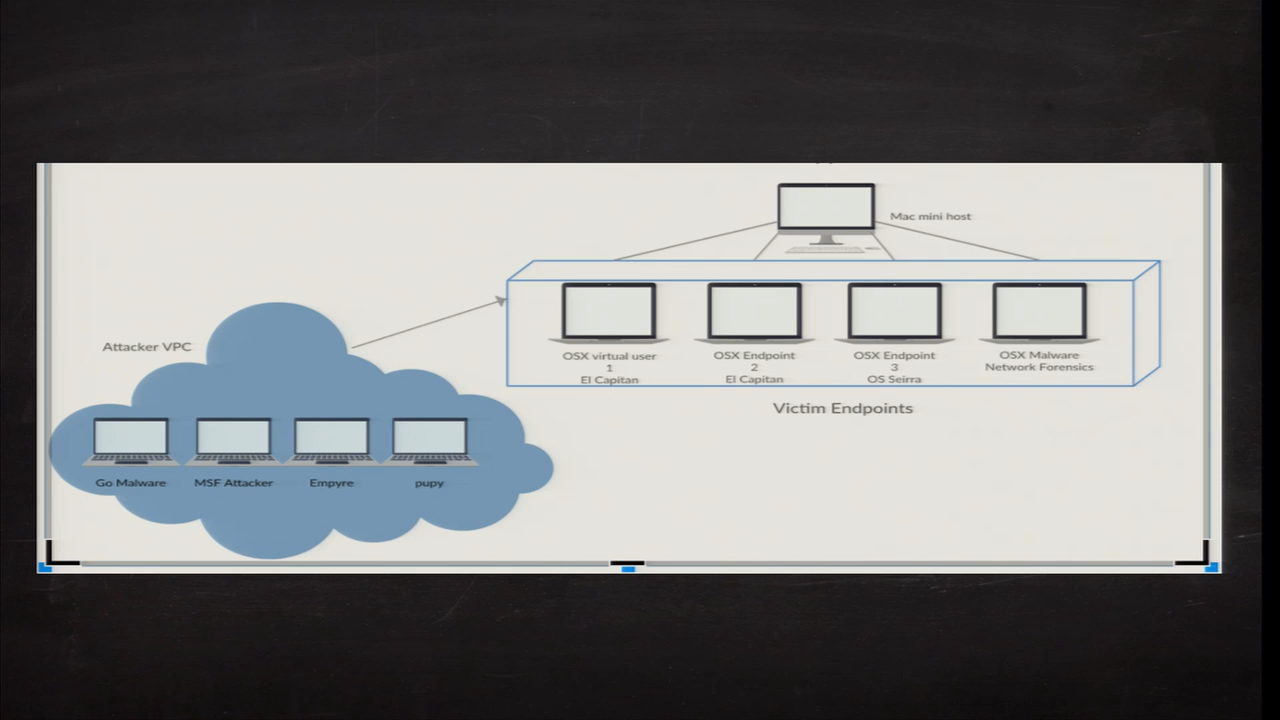 Mac mini host
Attacker VPC
OSX virtual user
1
El Capitan
OSX Endpoint
2
El Capitan
OSX Endpoint
3
OS Seirra
OSX Malware
Network Forensics
Victim Endpoints
Go Malware
MSF Attacker
Empyre
pupy